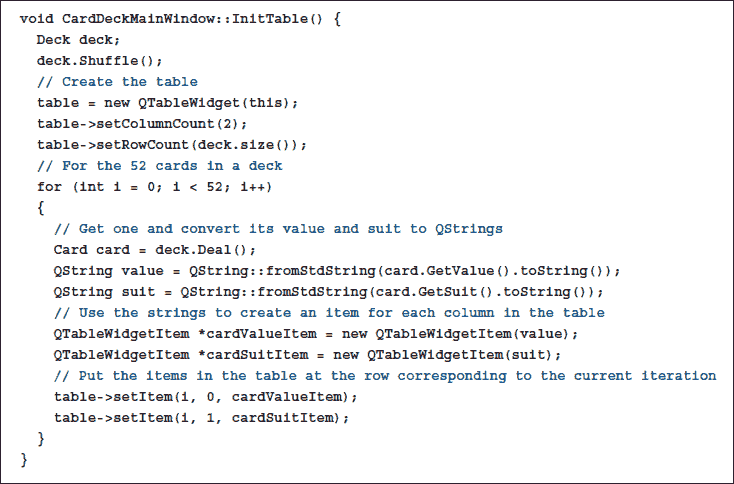 void CardDeckMainWindow::InitTable() {
  Deck deck;
  deck.Shuffle();
  // Create the table
  table = new QTableWidget(this);
  table->setColumnCount(2);
  table->setRowCount(deck.size());
  // For the 52 cards in a deck
  for (int i = 0; i < 52; i++)
  {
    // Get one and convert its value and suit to QStrings
    Card card = deck.Deal();
    QString value = QString::fromStdString(card.GetValue().toString());
    QString suit = QString::fromStdString(card.GetSuit().toString());
    // Use the strings to create an item for each column in the table
    QTableWidgetItem *cardValueItem = new QTableWidgetItem(value);
    QTableWidgetItem *cardSuitItem = new QTableWidgetItem(suit);
    // Put the items in the table at the row corresponding to the current iteration
    table->setItem(i, 0, cardValueItem);
    table->setItem(i, 1, cardSuitItem);
  }
}